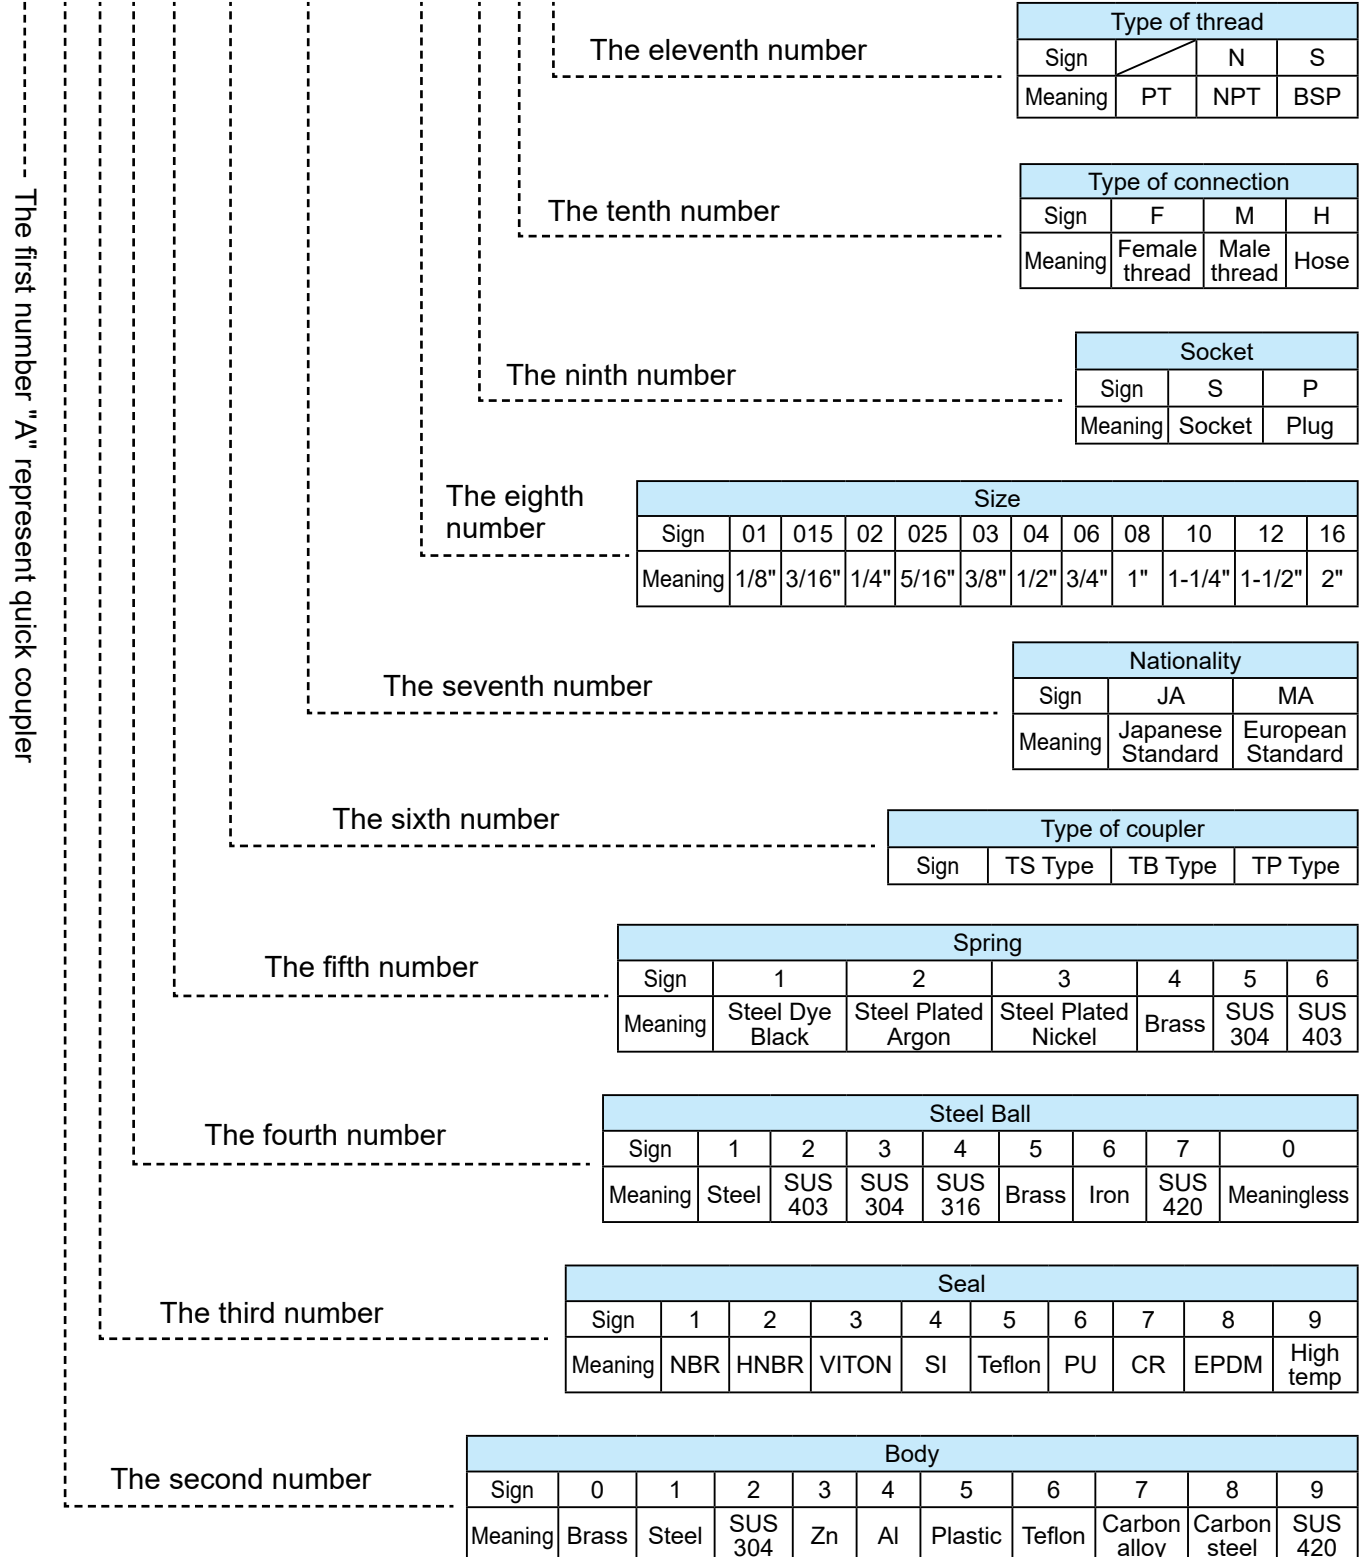 The eleventh number
Type of thread
Sign N S
Meaning PT NPT BSP
The first number "A" represent quick coupler
The tenth number
Type of connection
Sign F M H
Meaning Female thread Male thread Hose
The ninth number
Socket
Sign S P
Meaning Socket Plug
The eighth
number
Size
Sign 01 015 02 025 03 04 06 08 10 12 16
Meaning 1/8" 3/16" 1/4" 5/16" 3/8" 1/2" 3/4" 1" 1-1/4" 1-1/2" 2"
The seventh number
Nationality
Sign JA MA
Meaning Japanese Standard European Standard
The sixth number
Type of coupler
Sign TS Type TB Type TP Type
The fifth number
Spring
Sign 1 2 3 4 5 6
Meaning Steel Dye Black Steel Plated Argon Steel Plated Nickel Brass SUS 304 SUS 403
The fourth number
Steel Ball
Sign 1 2 3 4 5 6 7 0
Meaning Steel SUS 403 SUS 304 SUS 316 Brass Iron SUS 420 Meaningless
The third number
Seal
Sign 1 2 3 4 5 6 7 8 9
Meaning NBR HNBR VITON SI Teflon PU CR EPDM High temp
The second number
Body
Sign 0 1 2 3 4 5 6 7 8 9
Meaning Brass Steel SUS 304 Zn Al Plastic Teflon Carbon alloy Carbon steel SUS 420